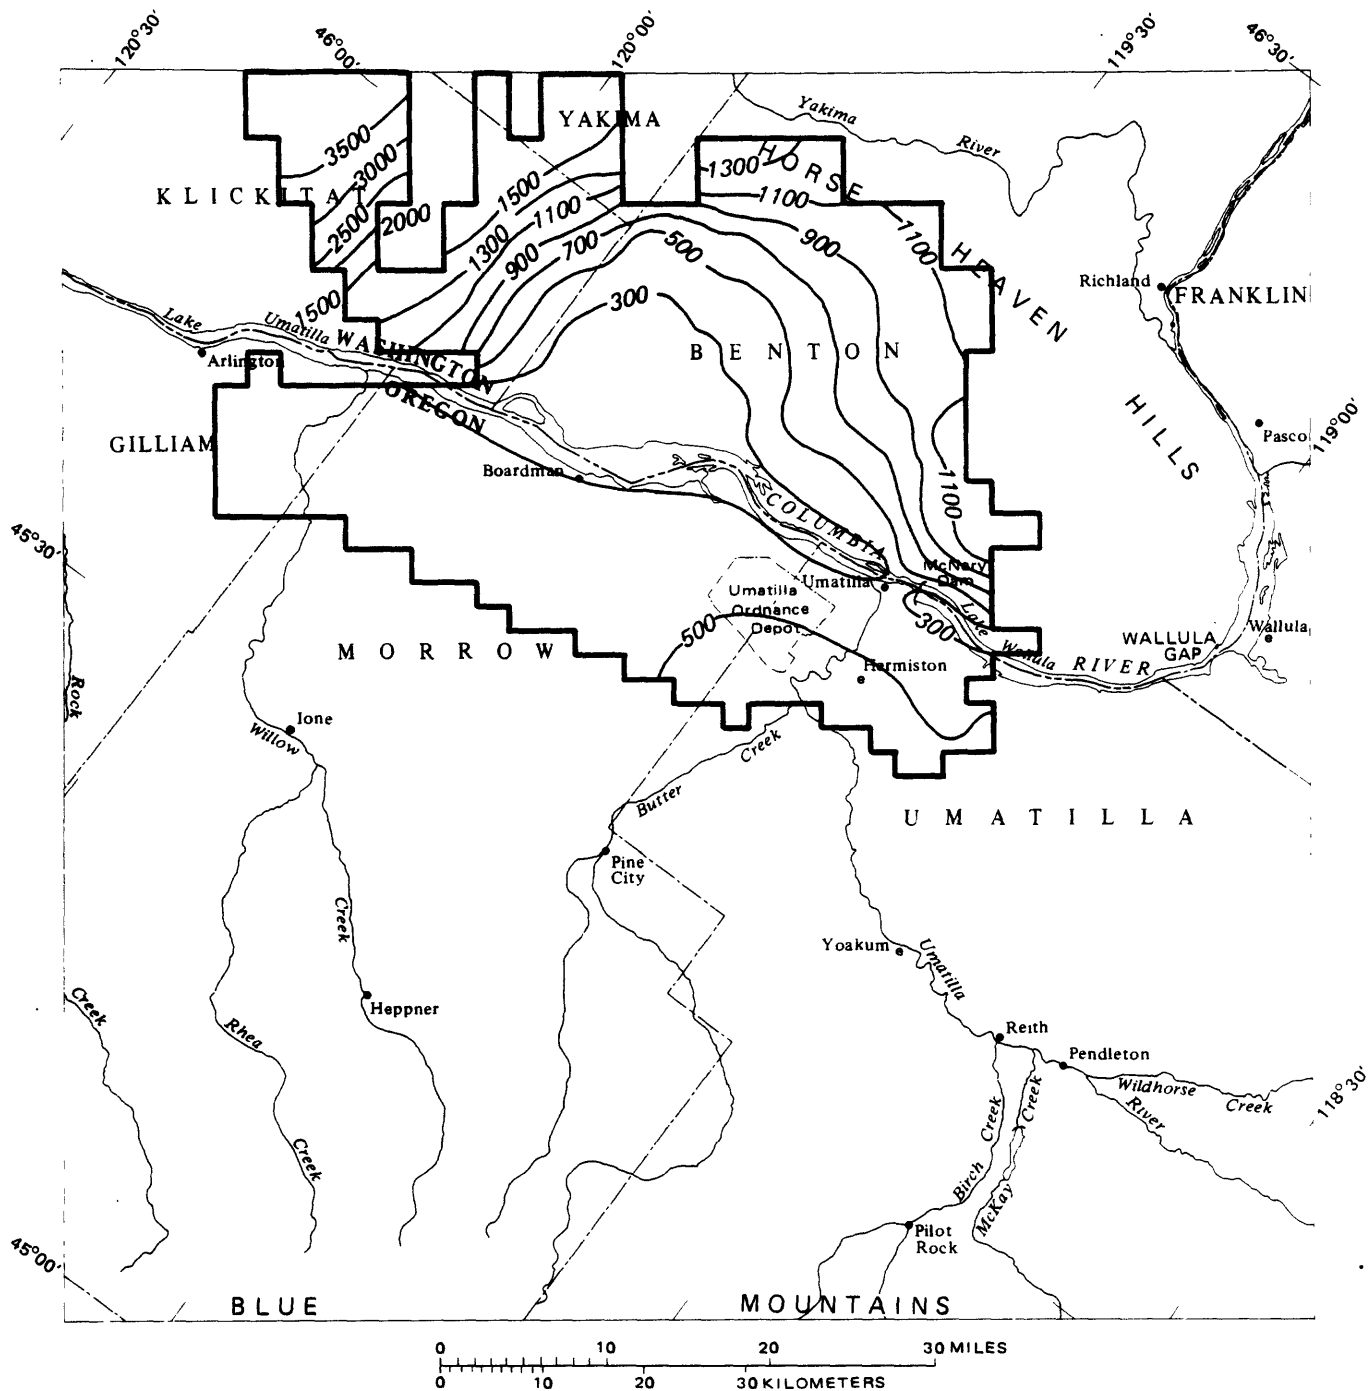 120°30'
46°00'
120°00'
119°30'
46°30'
YAKIMA
Yakima
River
3500
3000
2500
2000
1500
KLICKITAT
1500
1300
1100
900
700
500
300
1300
1100
900
1100
HORSE
HEAVEN
HILLS
Richland
FRANKLIN
Pasco
119°00'
Lake
Umatilla
WASHINGTON
OREGON
Arlington
GILLIAM
BENTON
Boardman
COLUMBIA
1100
McNary
Dam
Umatilla
Umatilla
Ordnance
Depot
500
300
Lake
Wallula
RIVER
WALLULA
GAP
Wallula
Hermiston
45°30'
Rock
MORROW
Ione
Willow
Creek
Butter
UMATILLA
Pine
City
Creek
Yoakum
Umatilla
Creek
Heppner
Rhea
Creek
Reith
Pendleton
Wildhorse
Creek
River
118°30'
Creek
Creek
Birch
McKay
Pilot
Rock
45°00'
BLUE
MOUNTAINS
0 10 20 30 MILES
0 10 20 30 KILOMETERS